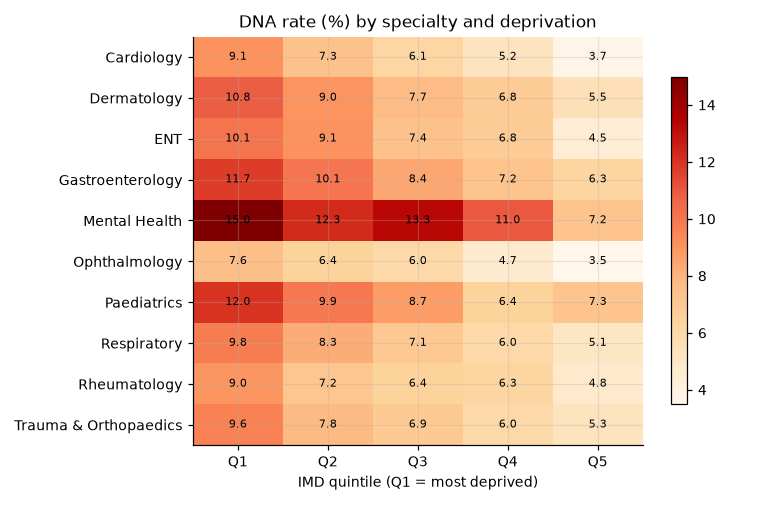 DNA rate (%) by specialty and deprivation
Cardiology 9.1 7.3 6.1 5.2 3.7
Dermatology 10.8 9.0 7.7 6.8 5.5
ENT 10.1 9.1 7.4 6.8 4.5
Gastroenterology 11.7 10.1 8.4 7.2 6.3
Mental Health 15.0 12.3 13.3 11.0 7.2
Ophthalmology 7.6 6.4 6.0 4.7 3.5
Paediatrics 12.0 9.9 8.7 6.4 7.3
Respiratory 9.8 8.3 7.1 6.0 5.1
Rheumatology 9.0 7.2 6.4 6.3 4.8
Trauma & Orthopaedics 9.6 7.8 6.9 6.0 5.3
Q1 Q2 Q3 Q4 Q5
IMD quintile (Q1 = most deprived)
14
12
10
8
6
4